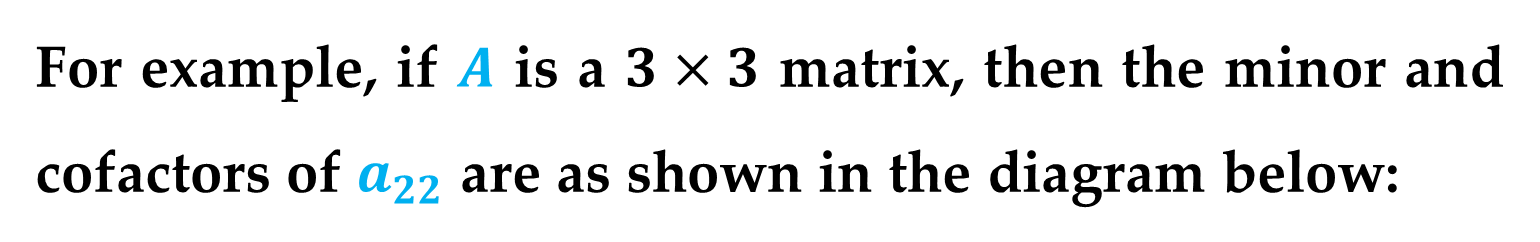 For example, if A is a 3 × 3 matrix, then the minor and
cofactors of a₂₂ are as shown in the diagram below: